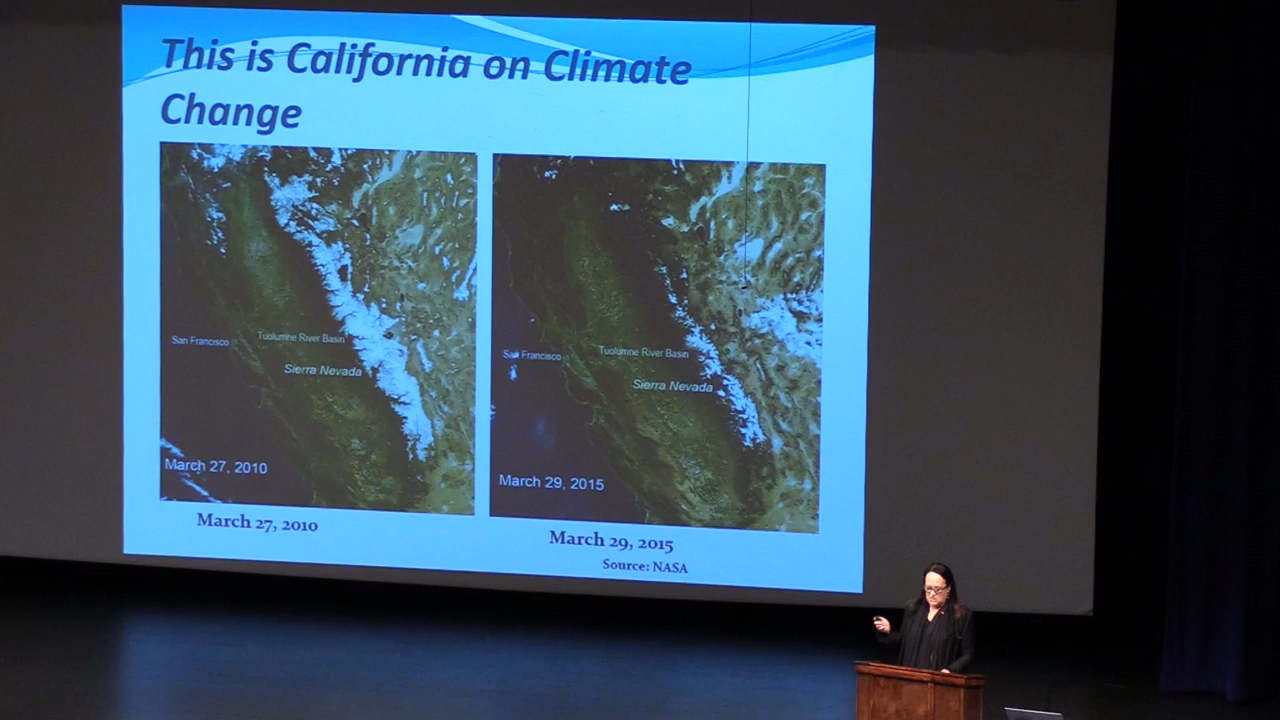 This is California on Climate
Change
San Francisco
Tuolumne River Basin
Sierra Nevada
March 27, 2010
San Francisco
Tuolumne River Basin
Sierra Nevada
March 29, 2015
March 27, 2010
March 29, 2015
Source: NASA